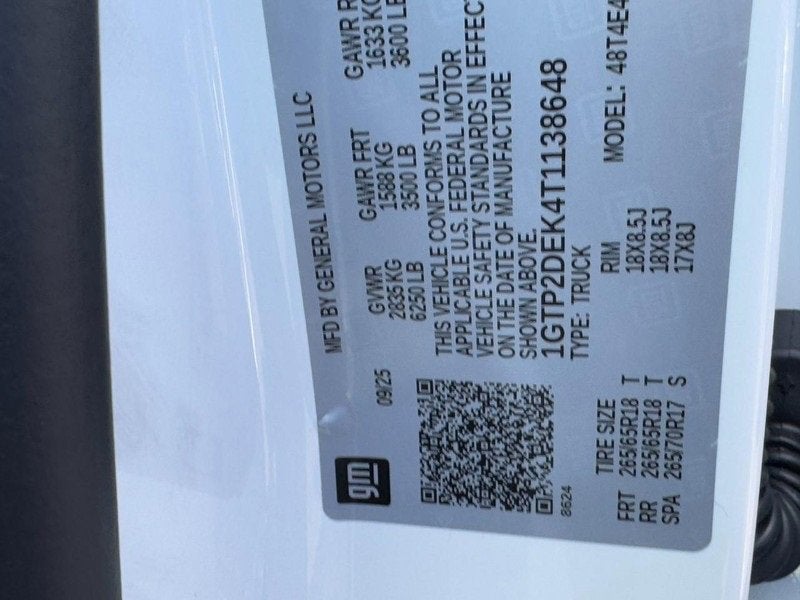 gm
MFD BY GENERAL MOTORS LLC
09/25
GVWR GAWR FRT GAWR
2835 KG 1588 KG 1633 KG
6250 LB 3500 LB 3600 LB
THIS VEHICLE CONFORMS TO ALL
APPLICABLE U.S. FEDERAL MOTOR
VEHICLE SAFETY STANDARDS IN EFFECT
ON THE DATE OF MANUFACTURE
SHOWN ABOVE.
1GTP2DEK4T1138648
8624
TYPE: TRUCK MODEL: 48T4E4
TIRE SIZE RIM
FRT 265/65R18 T 18X8.5J
RR 265/65R18 T 18X8.5J
SPA 265/70R17 S 17X8J